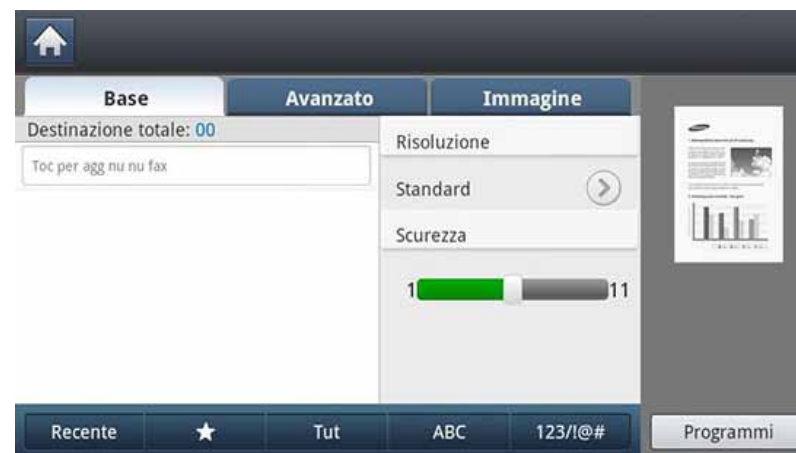 Base Avanzato Immagine
Destinazione totale: 00
Toc per agg nu nu fax
Risoluzione
Standard
Scurezza
1 11
Recente ★ Tut ABC 123/!@# Programmi